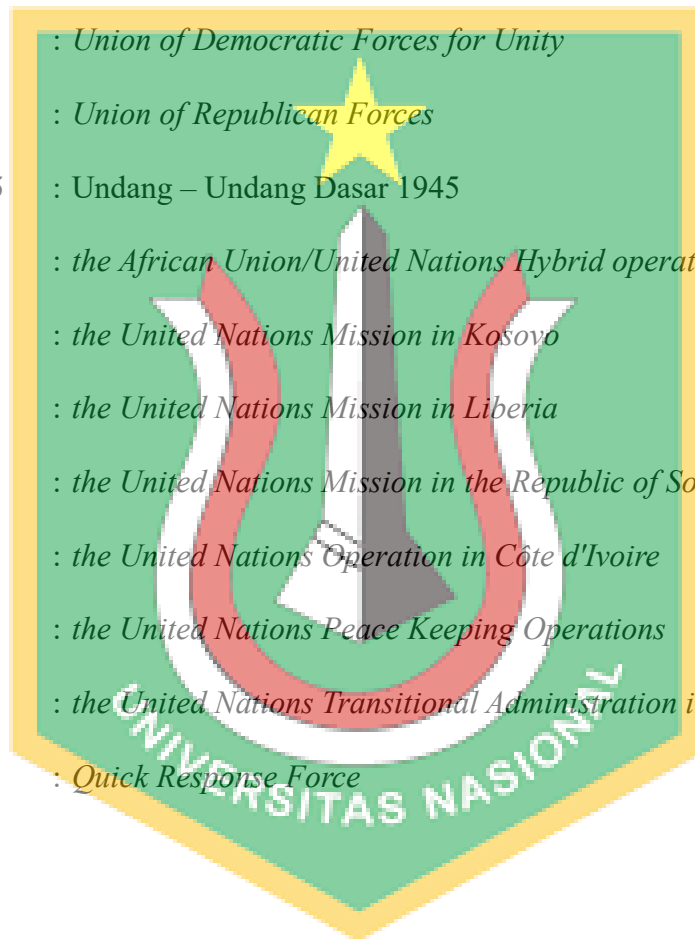 : Union of Democratic Forces for Unity
: Union of Republican Forces
: Undang – Undang Dasar 1945
: the African Union/United Nations Hybrid operat
: the United Nations Mission in Kosovo
: the United Nations Mission in Liberia
: the United Nations Mission in the Republic of So
: the United Nations Operation in Côte d'Ivoire
: the United Nations Peace Keeping Operations
: the United Nations Transitional Administration i
: Quick Response Force
UNIVERSITAS NASIONAL